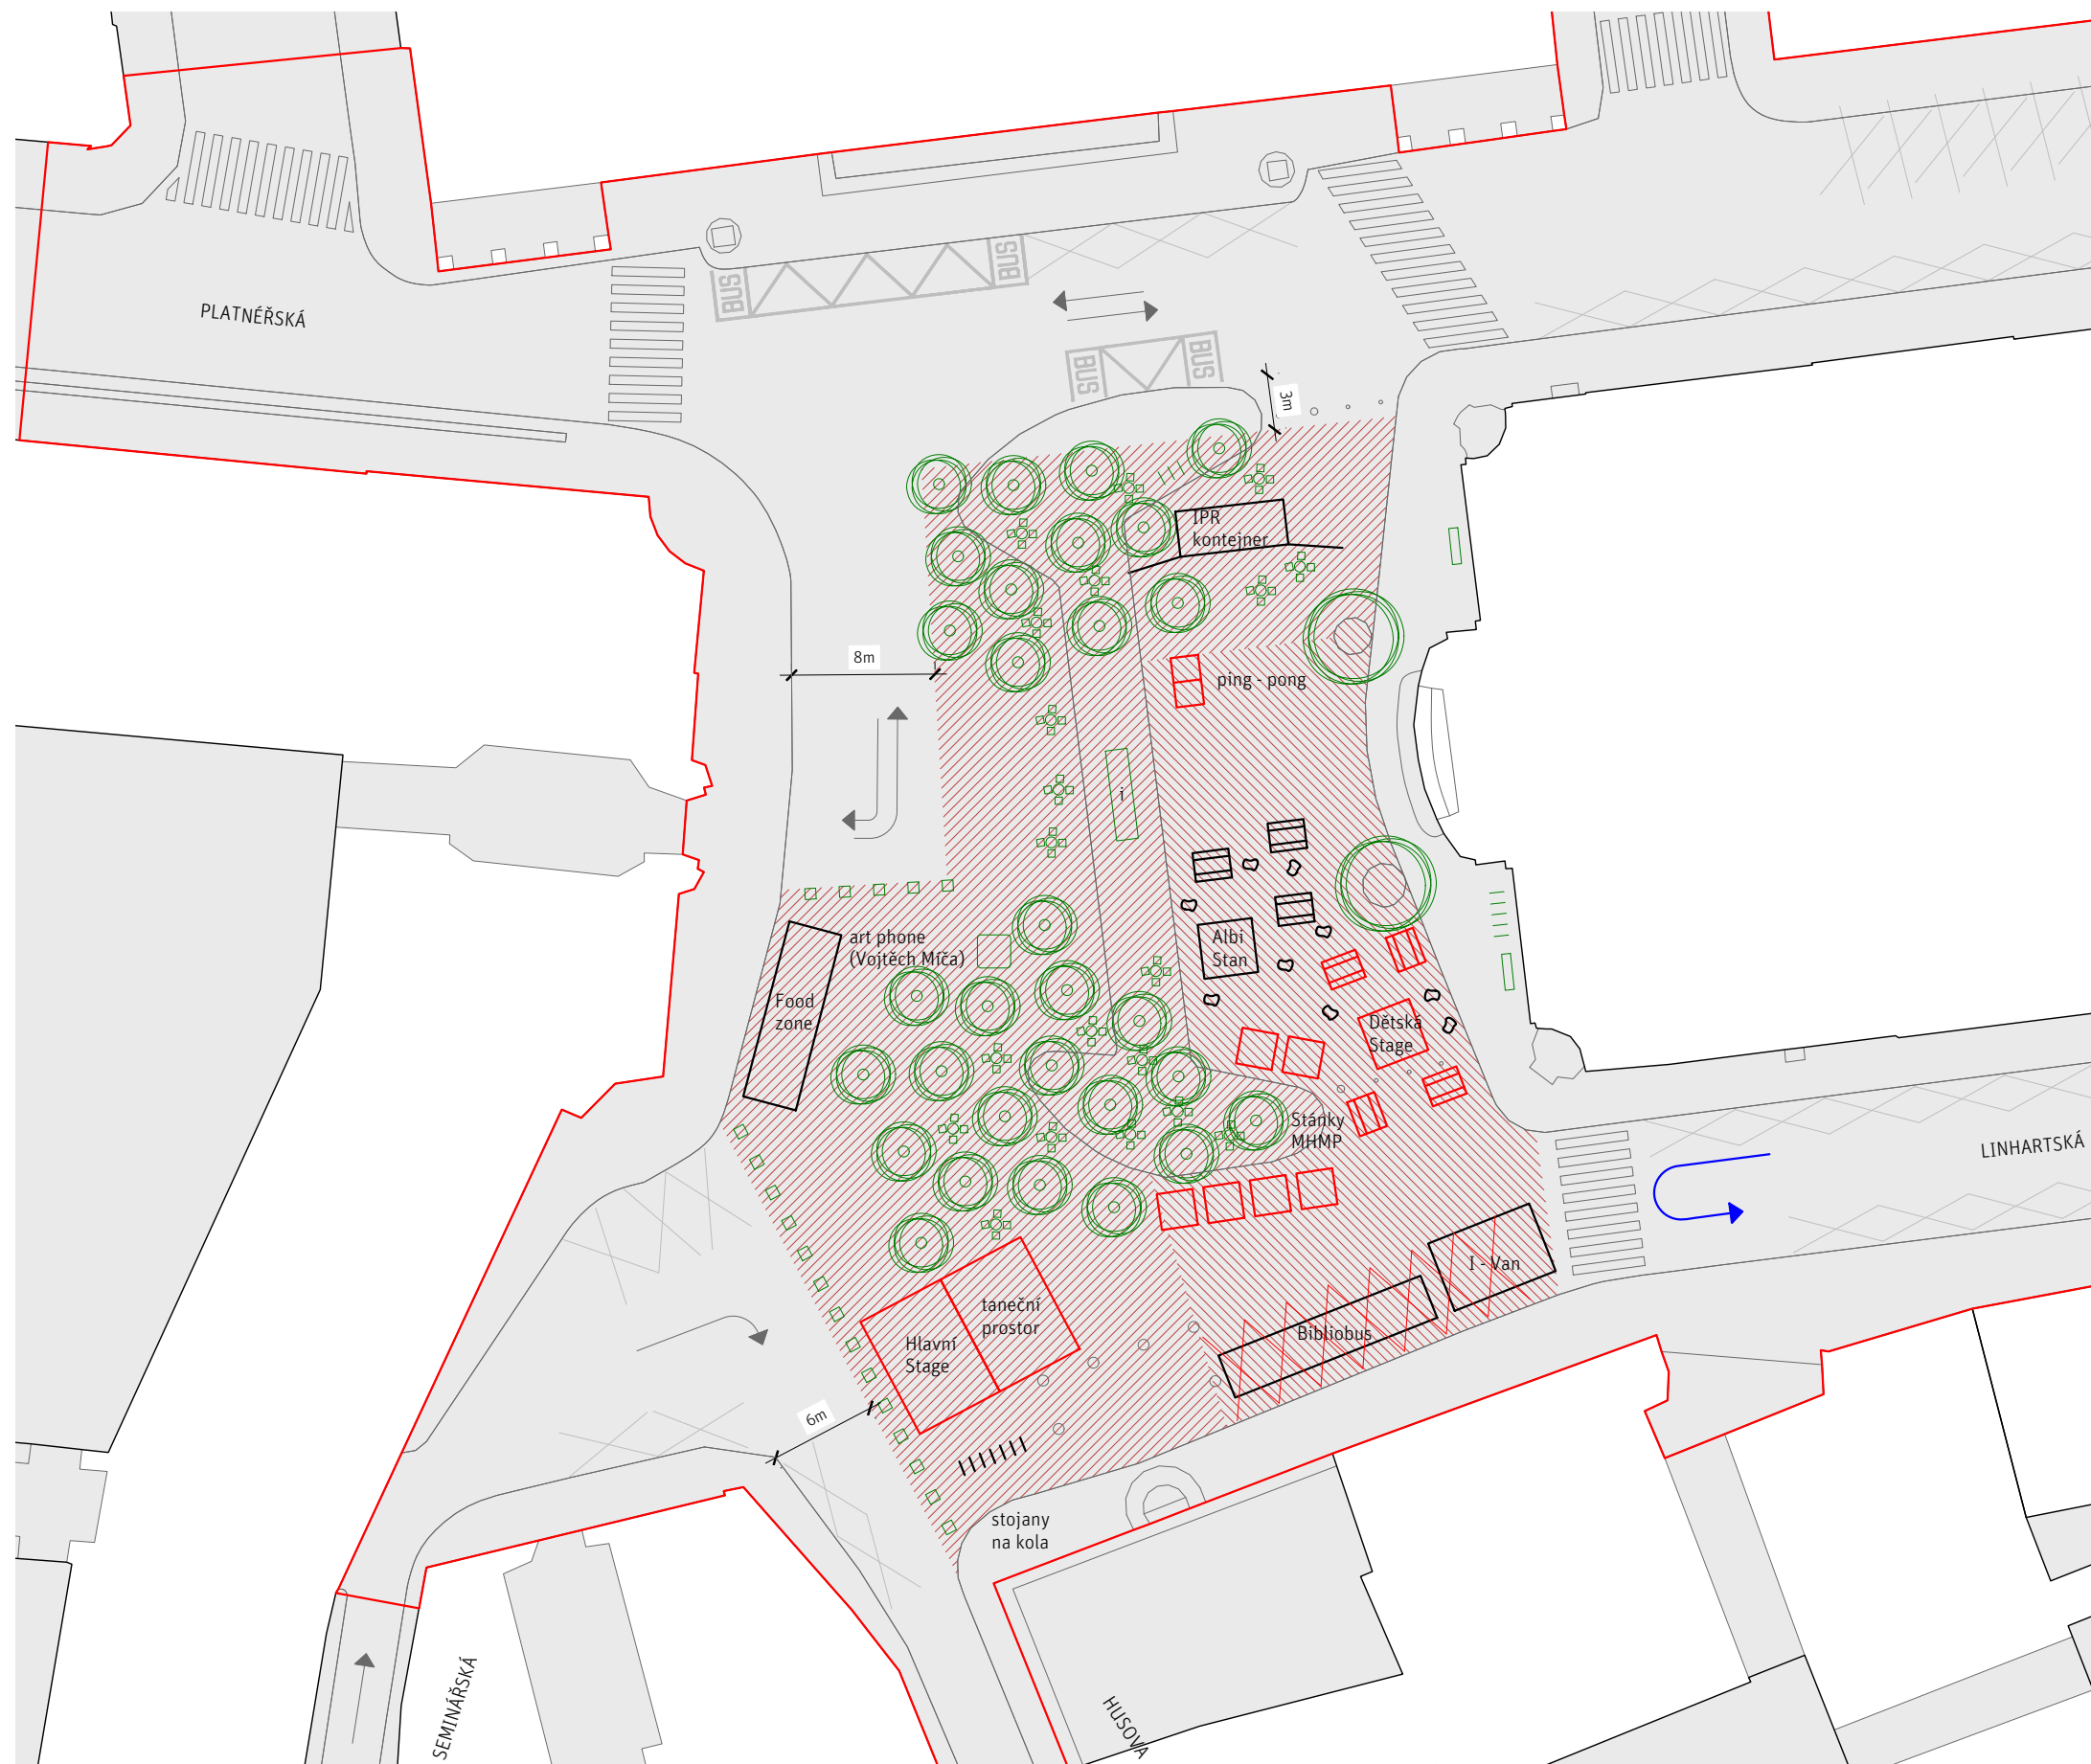 PLATNÉŘSKÁ
BUS
BUS
BUS
BUS
3m
IPR
kontejner
8m
ping - pong
i
art phone
(Vojtěch Míča)
Albi
Stan
Food
zone
Dětská
Stage
Stánky
MHMP
LINHARTSKÁ
I - Van
taneční
prostor
Bibliobus
Hlavní
Stage
6m
stojany
na kola
SEMINÁŘSKÁ
HUSOVA